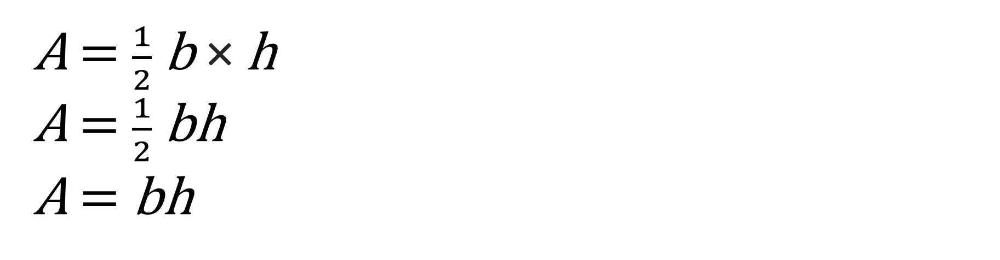 A = 1/2 b × h
A = 1/2 bh
A = bh